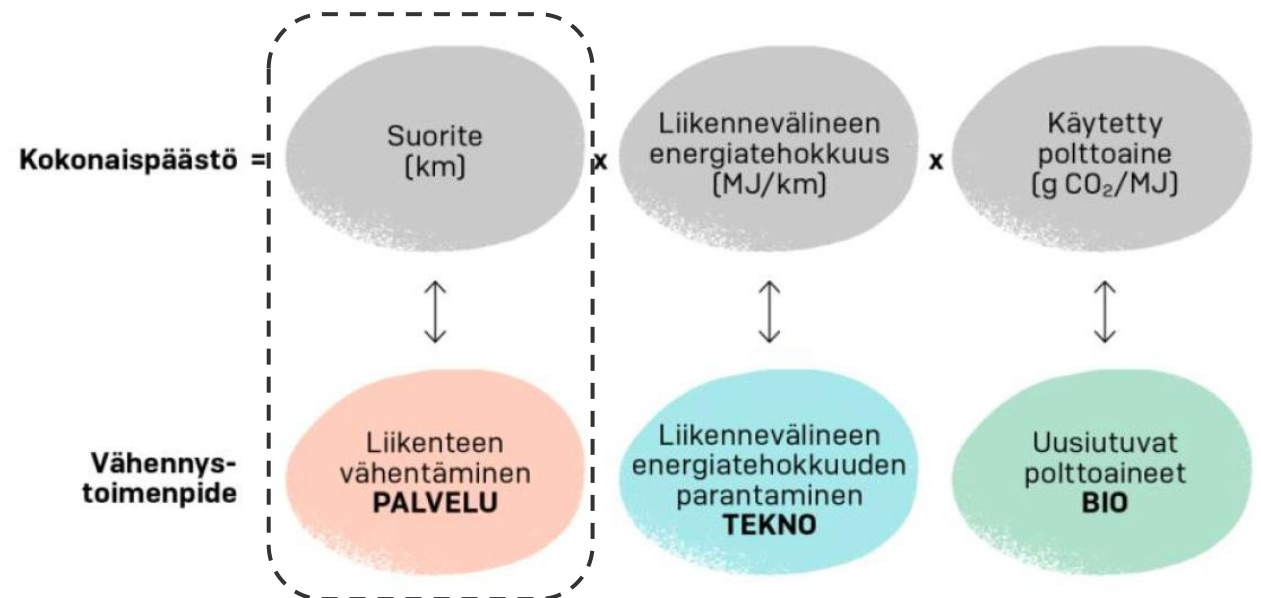 Kokonaispäästö =
Suorite
(km)
x
Liikennevälineen
energiatehokkuus
(MJ/km)
x
Käytetty
polttoaine
(g CO₂/MJ)
Vähennys-
toimenpide
Liikenteen
vähentäminen
PALVELU
Liikennevälineen
energiatehokkuuden
parantaminen
TEKNO
Uusiutuvat
polttoaineet
BIO